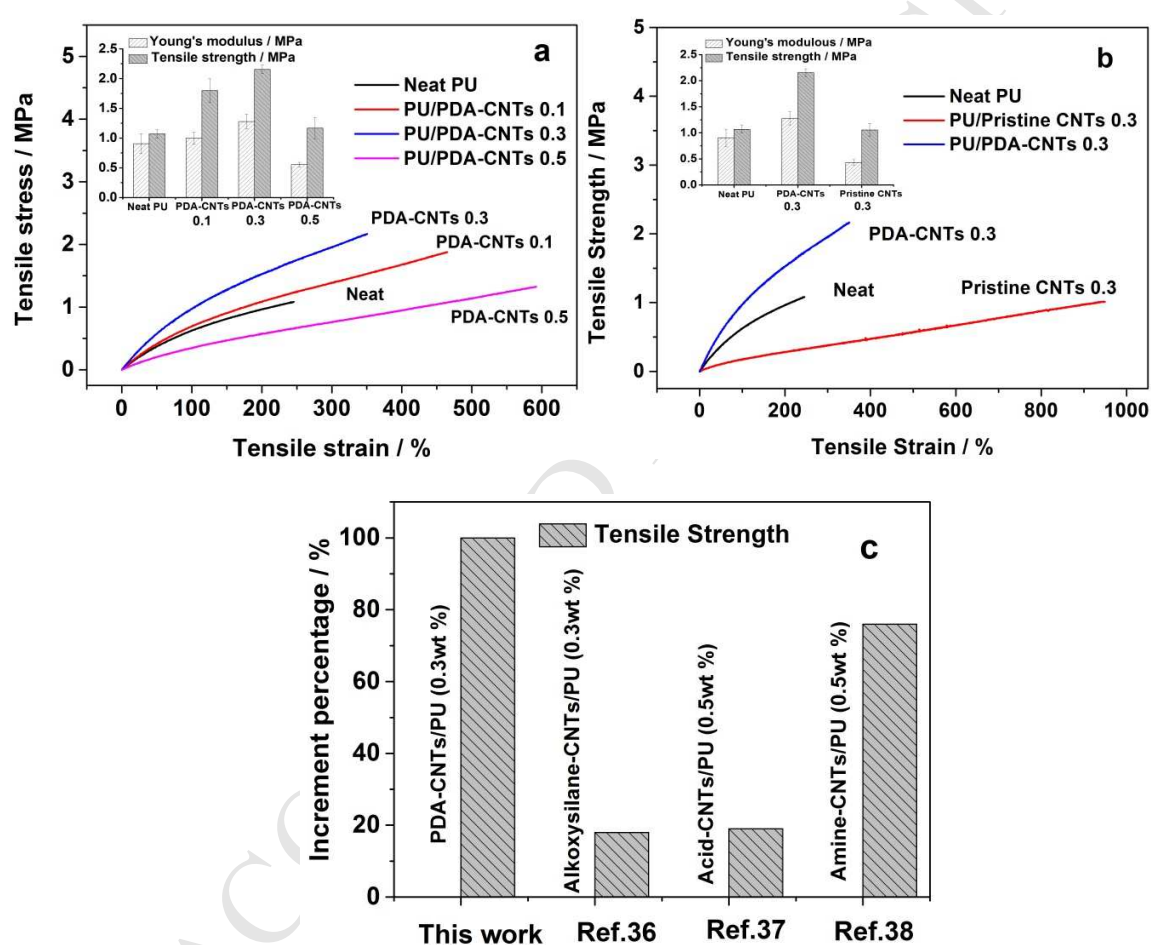 a
Young's modulus / MPa
Tensile strength / MPa
2.5
2.0
1.5
1.0
0.5
0.0
Neat PU
PDA-CNTs
0.1
PDA-CNTs
0.3
PDA-CNTs
0.5
Neat PU
PU/PDA-CNTs 0.1
PU/PDA-CNTs 0.3
PU/PDA-CNTs 0.5
PDA-CNTs 0.3
PDA-CNTs 0.1
Neat
PDA-CNTs 0.5
Tensile stress / MPa
5
4
3
2
1
0
0 100 200 300 400 500 600
Tensile strain / %
b
Young's modulous / MPa
Tensile strength / MPa
2.5
2.0
1.5
1.0
0.5
0.0
Neat PU
PDA-CNTs
0.3
Pristine CNTs
0.3
Neat PU
PU/Pristine CNTs 0.3
PU/PDA-CNTs 0.3
PDA-CNTs 0.3
Neat
Pristine CNTs 0.3
Tensile Strength / MPa
5
4
3
2
1
0
0 200 400 600 800 1000
Tensile Strain / %
c
Tensile Strength
Increment percentage / %
100
80
60
40
20
0
PDA-CNTs/PU (0.3wt %)
Alkoxysilane-CNTs/PU (0.3wt %)
Acid-CNTs/PU (0.5wt %)
Amine-CNTs/PU (0.5wt %)
This work Ref.36 Ref.37 Ref.38